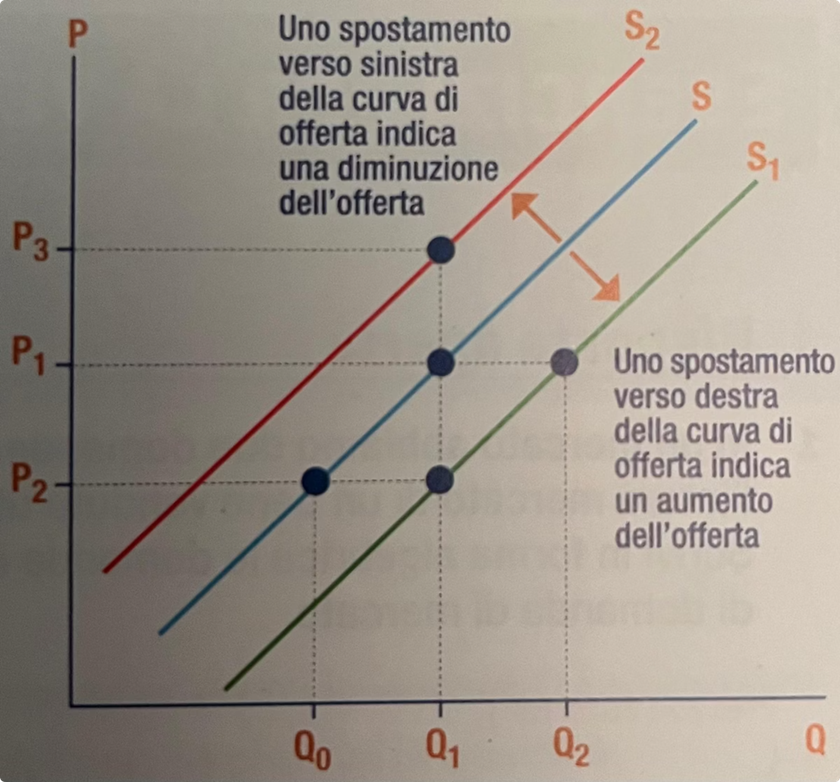 P
Uno spostamento
verso sinistra
della curva di
offerta indica
una diminuzione
dell'offerta
S₂
S
S₁
P₃
P₁
Uno spostamento
verso destra
della curva di
offerta indica
un aumento
dell'offerta
P₂
Q₀
Q₁
Q₂
Q